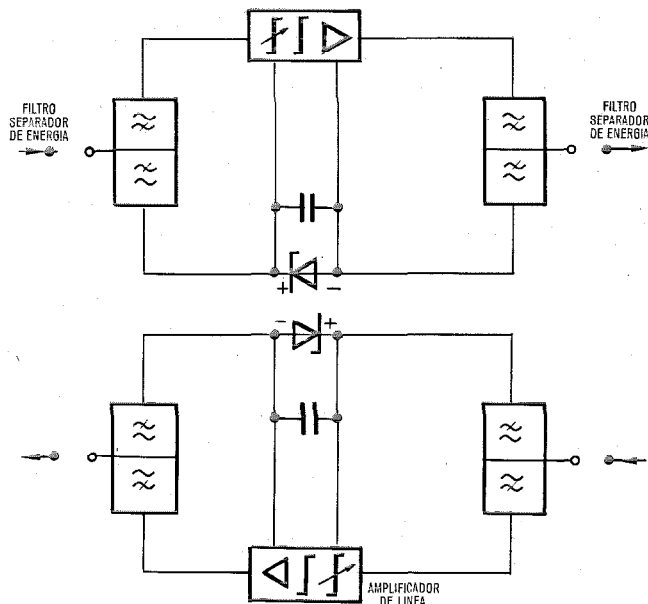 FILTRO
SEPARADOR
DE ENERGIA
FILTRO
SEPARADOR
DE ENERGIA
+ -
- +
AMPLIFICADOR
DE LINEA